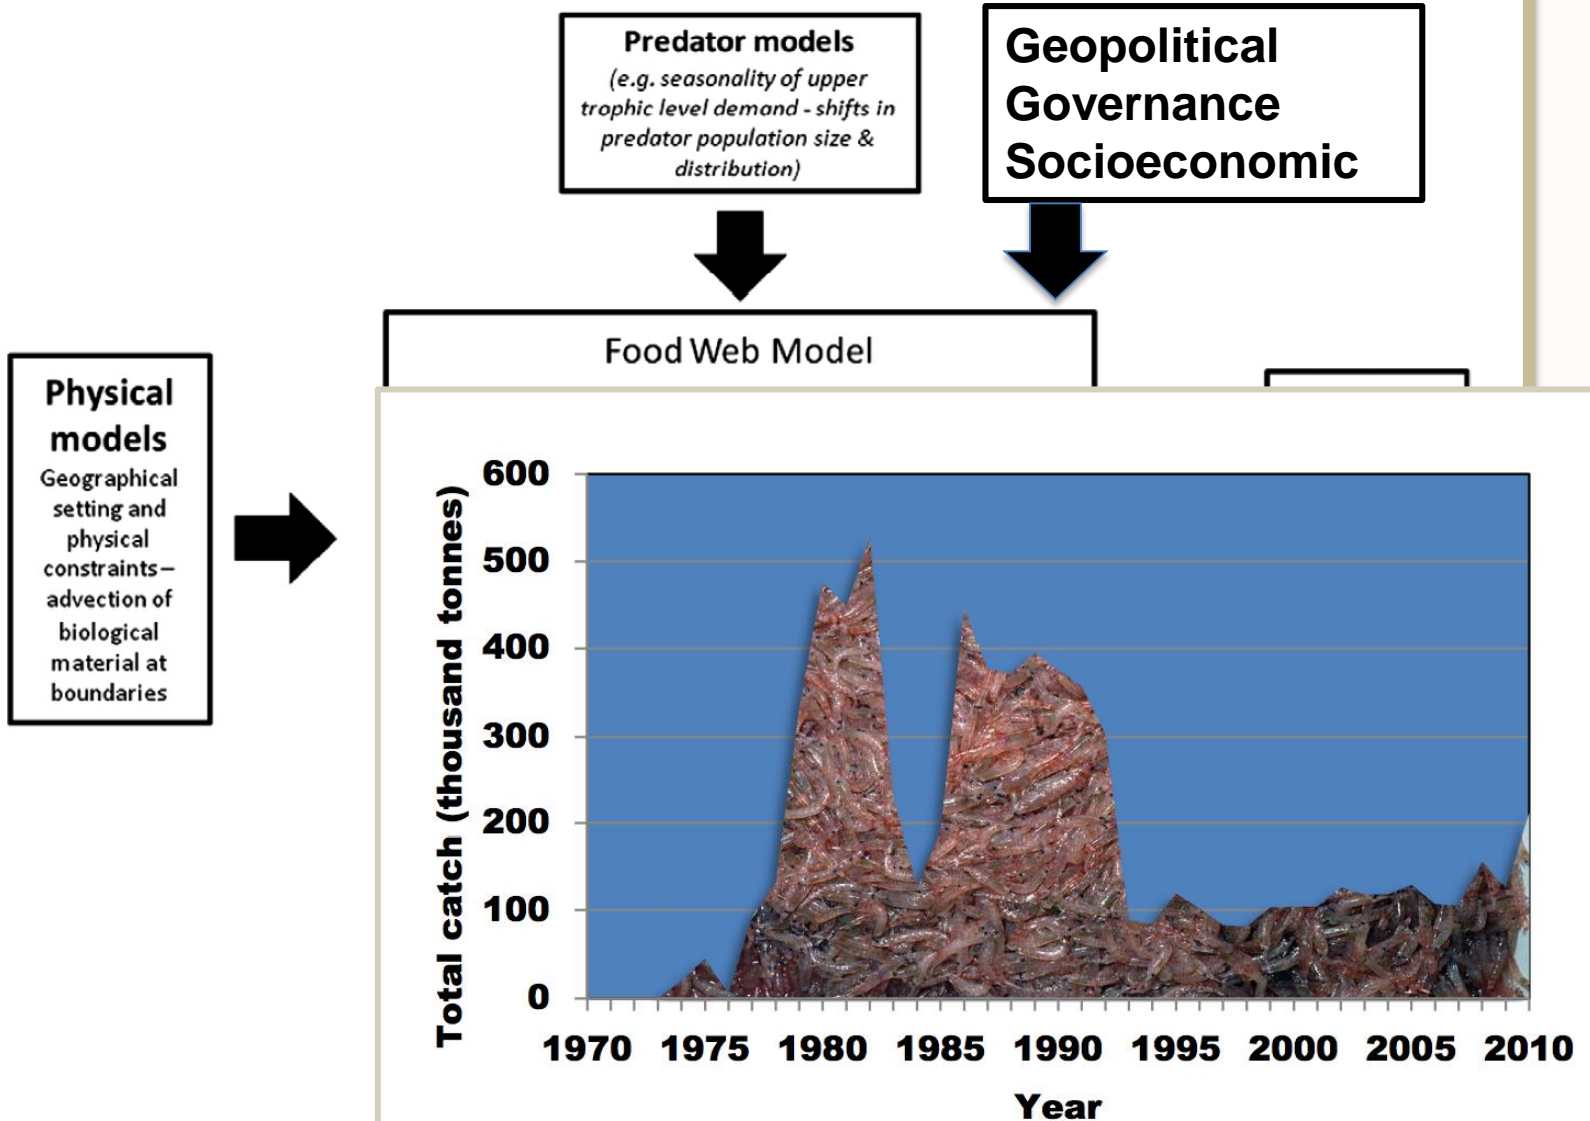 Predator models
(e.g. seasonality of upper
trophic level demand - shifts in
predator population size &
distribution)
Geopolitical
Governance
Socioeconomic
Food Web Model
Physical
models
Geographical
setting and
physical
constraints –
advection of
biological
material at
boundaries
Total catch (thousand tonnes)
600
500
400
300
200
100
0
1970 1975 1980 1985 1990 1995 2000 2005 2010
Year